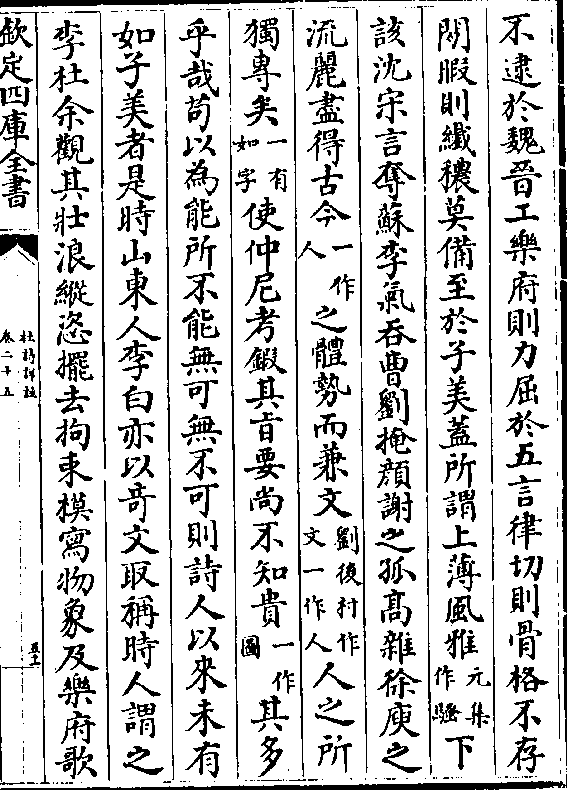 不逮於魏晉工樂府則力屈於五言律切則骨格不存
閒暇則纖穠莫備至於子美蓋所謂上薄風雅元集作騷下
該沈宋言奪蘇李氣吞曹劉掩顔謝之孤高雜徐庾之
流麗盡得古今一作人之體勢而兼文劉後村作文一作人人之所
獨專矣一有如字使仲尼考鍛其旨要尚不知貴一作圖其多
乎哉苟以為能所不能無可無不可則詩人以來未有
如子美者是時山東人李白亦以竒文取稱時人謂之
李杜余觀其壯浪縱恣擺去拘束模寫物象及樂府歌
欽定四庫全書
杜詩詳註
卷二十五